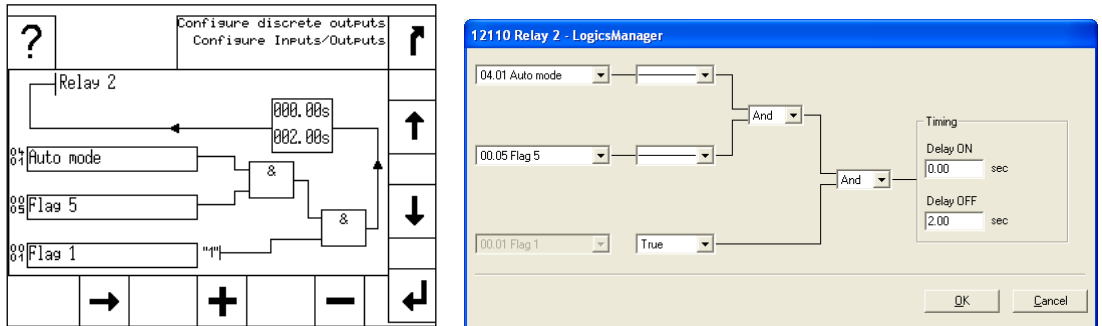 ?
Configure discrete outputs
Configure Inputs/Outputs
Relay 2
000.00s
002.00s
04
01 Auto mode
&
00
05 Flag 5
&
00
01 Flag 1 "1"
12110 Relay 2 - LogicsManager
04.01 Auto mode
And
Timing
00.05 Flag 5
Delay ON
0.00 sec
And
Delay OFF
2.00 sec
00.01 Flag 1 True
OK Cancel